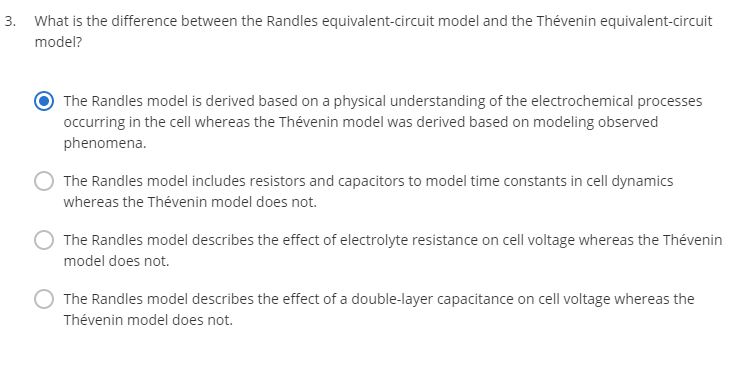 3. What is the difference between the Randles equivalent-circuit model and the Thévenin equivalent-circuit
model?
The Randles model is derived based on a physical understanding of the electrochemical processes
occurring in the cell whereas the Thévenin model was derived based on modeling observed
phenomena.
The Randles model includes resistors and capacitors to model time constants in cell dynamics
whereas the Thévenin model does not.
The Randles model describes the effect of electrolyte resistance on cell voltage whereas the Thévenin
model does not.
The Randles model describes the effect of a double-layer capacitance on cell voltage whereas the
Thévenin model does not.